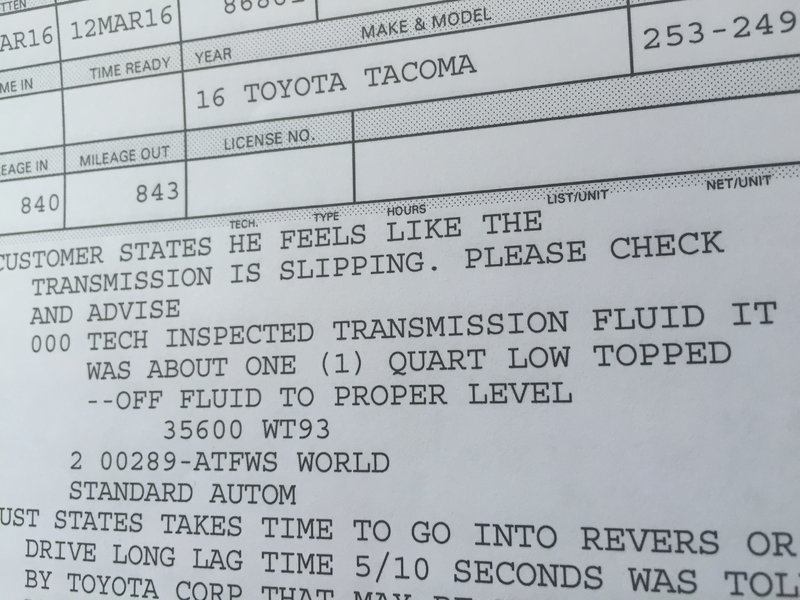 TTEN
AR16 12MAR16
MAKE & MODEL
253-249
ME IN TIME READY YEAR
16 TOYOTA TACOMA
EAGE IN MILEAGE OUT LICENSE NO.
840 843
TECH. TYPE HOURS LIST/UNIT NET/UNIT
CUSTOMER STATES HE FEELS LIKE THE
TRANSMISSION IS SLIPPING. PLEASE CHECK
AND ADVISE
000 TECH INSPECTED TRANSMISSION FLUID IT
WAS ABOUT ONE (1) QUART LOW TOPPED
--OFF FLUID TO PROPER LEVEL
35600 WT93
2 00289-ATFWS WORLD
STANDARD AUTOM
UST STATES TAKES TIME TO GO INTO REVERS OR
DRIVE LONG LAG TIME 5/10 SECONDS WAS TOL
BY TOYOTA CORP THAT MAY